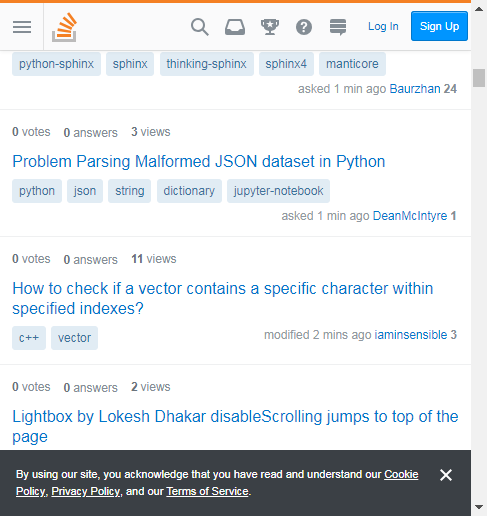 Log In Sign Up
python-sphinx sphinx thinking-sphinx sphinx4 manticore
asked 1 min ago Baurzhan 24
0 votes 0 answers 3 views
Problem Parsing Malformed JSON dataset in Python
python json string dictionary jupyter-notebook
asked 1 min ago DeanMcIntyre 1
0 votes 0 answers 11 views
How to check if a vector contains a specific character within
specified indexes?
c++ vector modified 2 mins ago iaminsensible 3
0 votes 0 answers 2 views
Lightbox by Lokesh Dhakar disableScrolling jumps to top of the
page
By using our site, you acknowledge that you have read and understand our Cookie
Policy, Privacy Policy, and our Terms of Service.